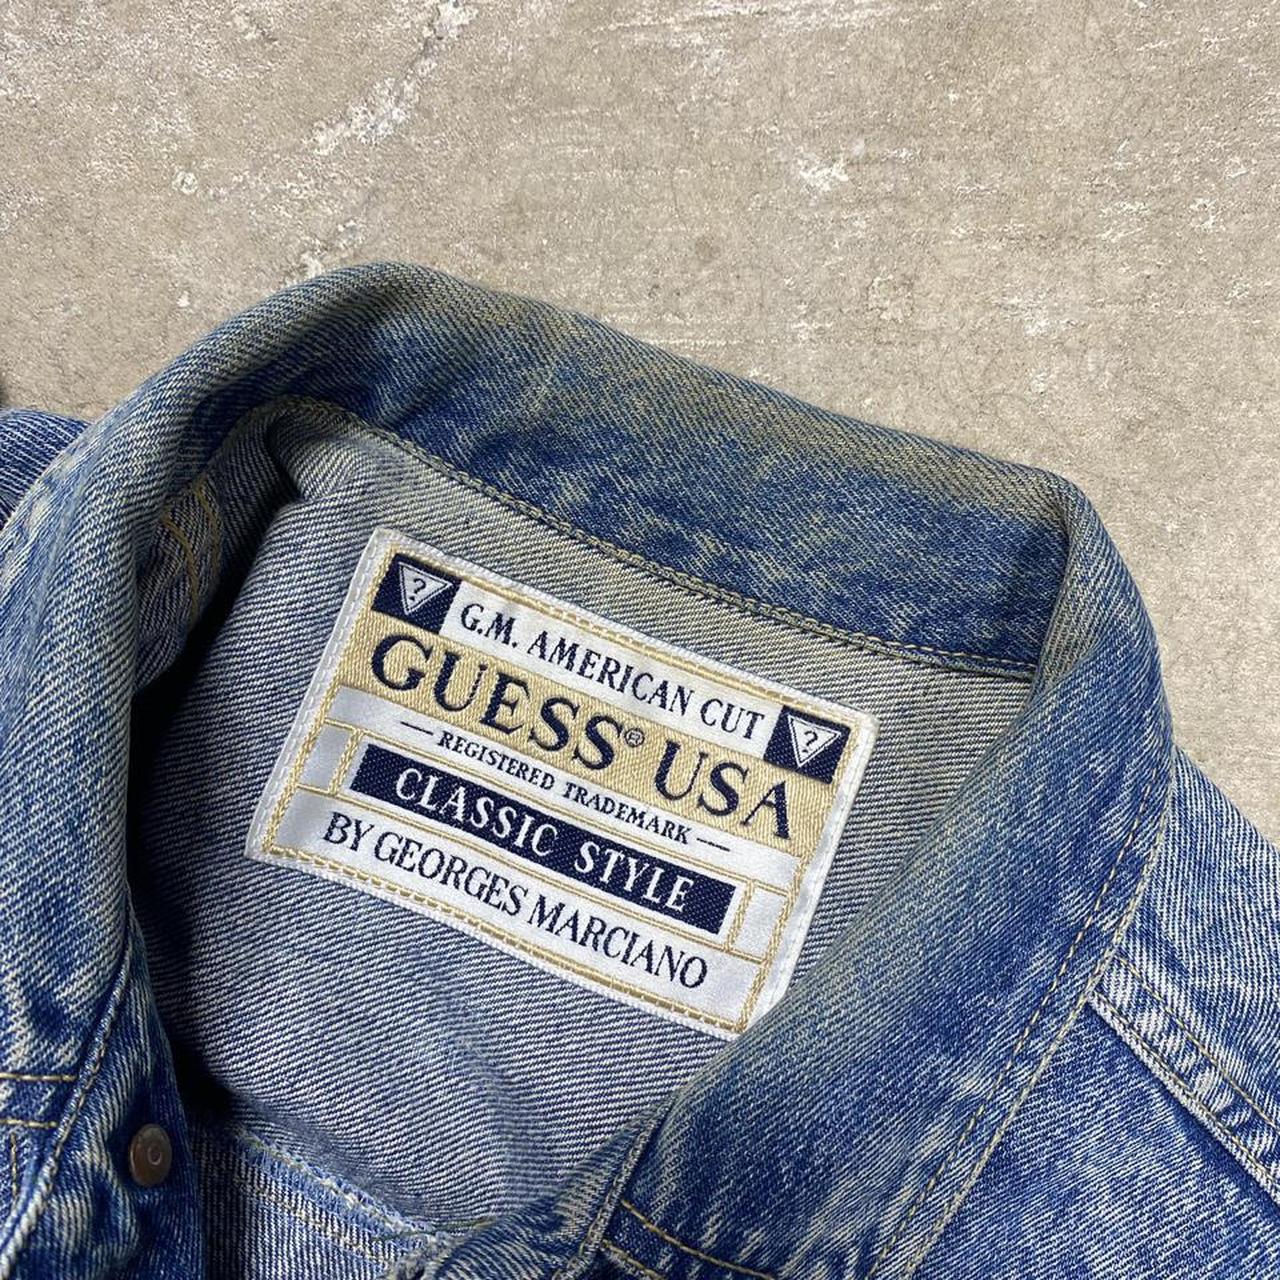 ? G.M. AMERICAN CUT ?
GUESS® USA
— REGISTERED TRADEMARK —
CLASSIC STYLE
BY GEORGES MARCIANO